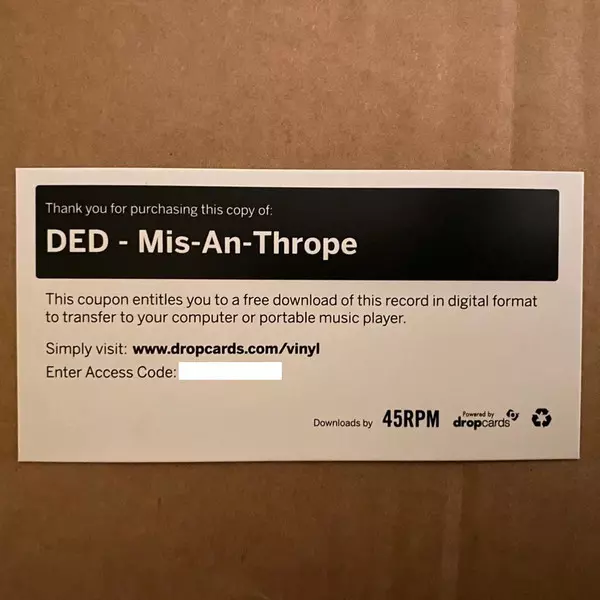 Thank you for purchasing this copy of:
DED - Mis-An-Thrope
This coupon entitles you to a free download of this record in digital format
to transfer to your computer or portable music player.
Simply visit: www.dropcards.com/vinyl
Enter Access Code:
Downloads by 45RPM Powered by dropcards